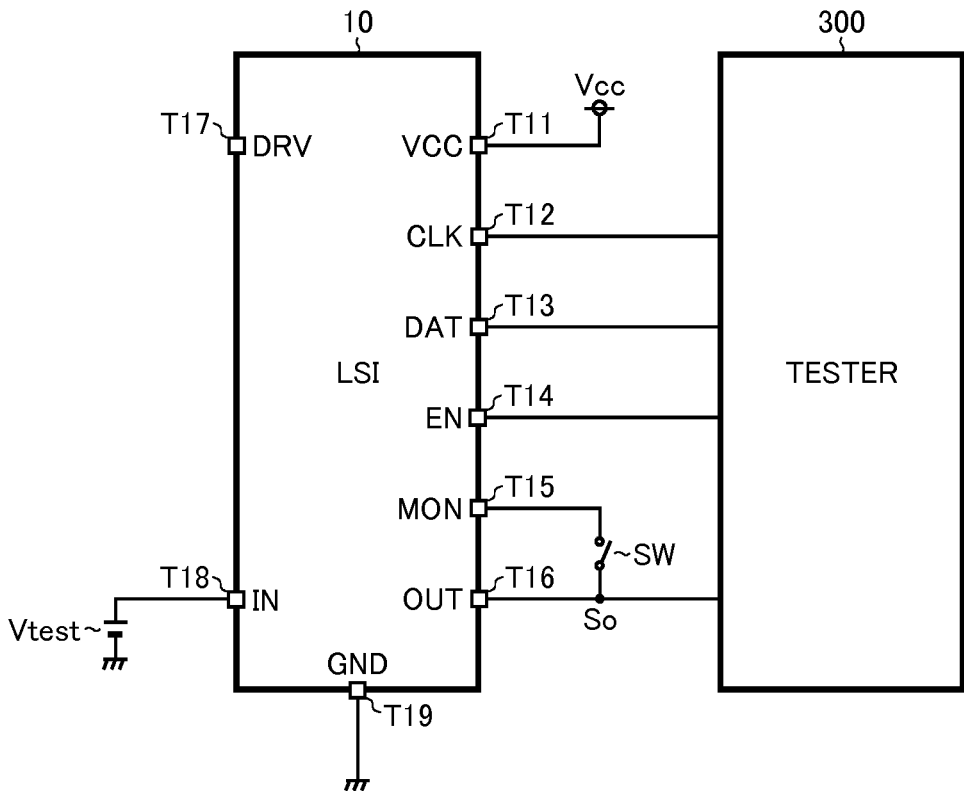 10
300
Vcc
T17
DRV
VCC
T11
CLK
T12
DAT
T13
LSI
TESTER
EN
T14
MON
T15
SW
T18
IN
OUT
T16
So
Vtest
GND
T19